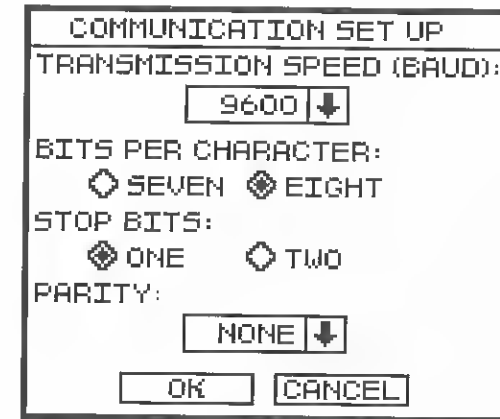 COMMUNICATION SET UP
TRANSMISSION SPEED (BAUD):
9600
BITS PER CHARACTER:
SEVEN EIGHT
STOP BITS:
ONE TWO
PARITY:
NONE
OK CANCEL